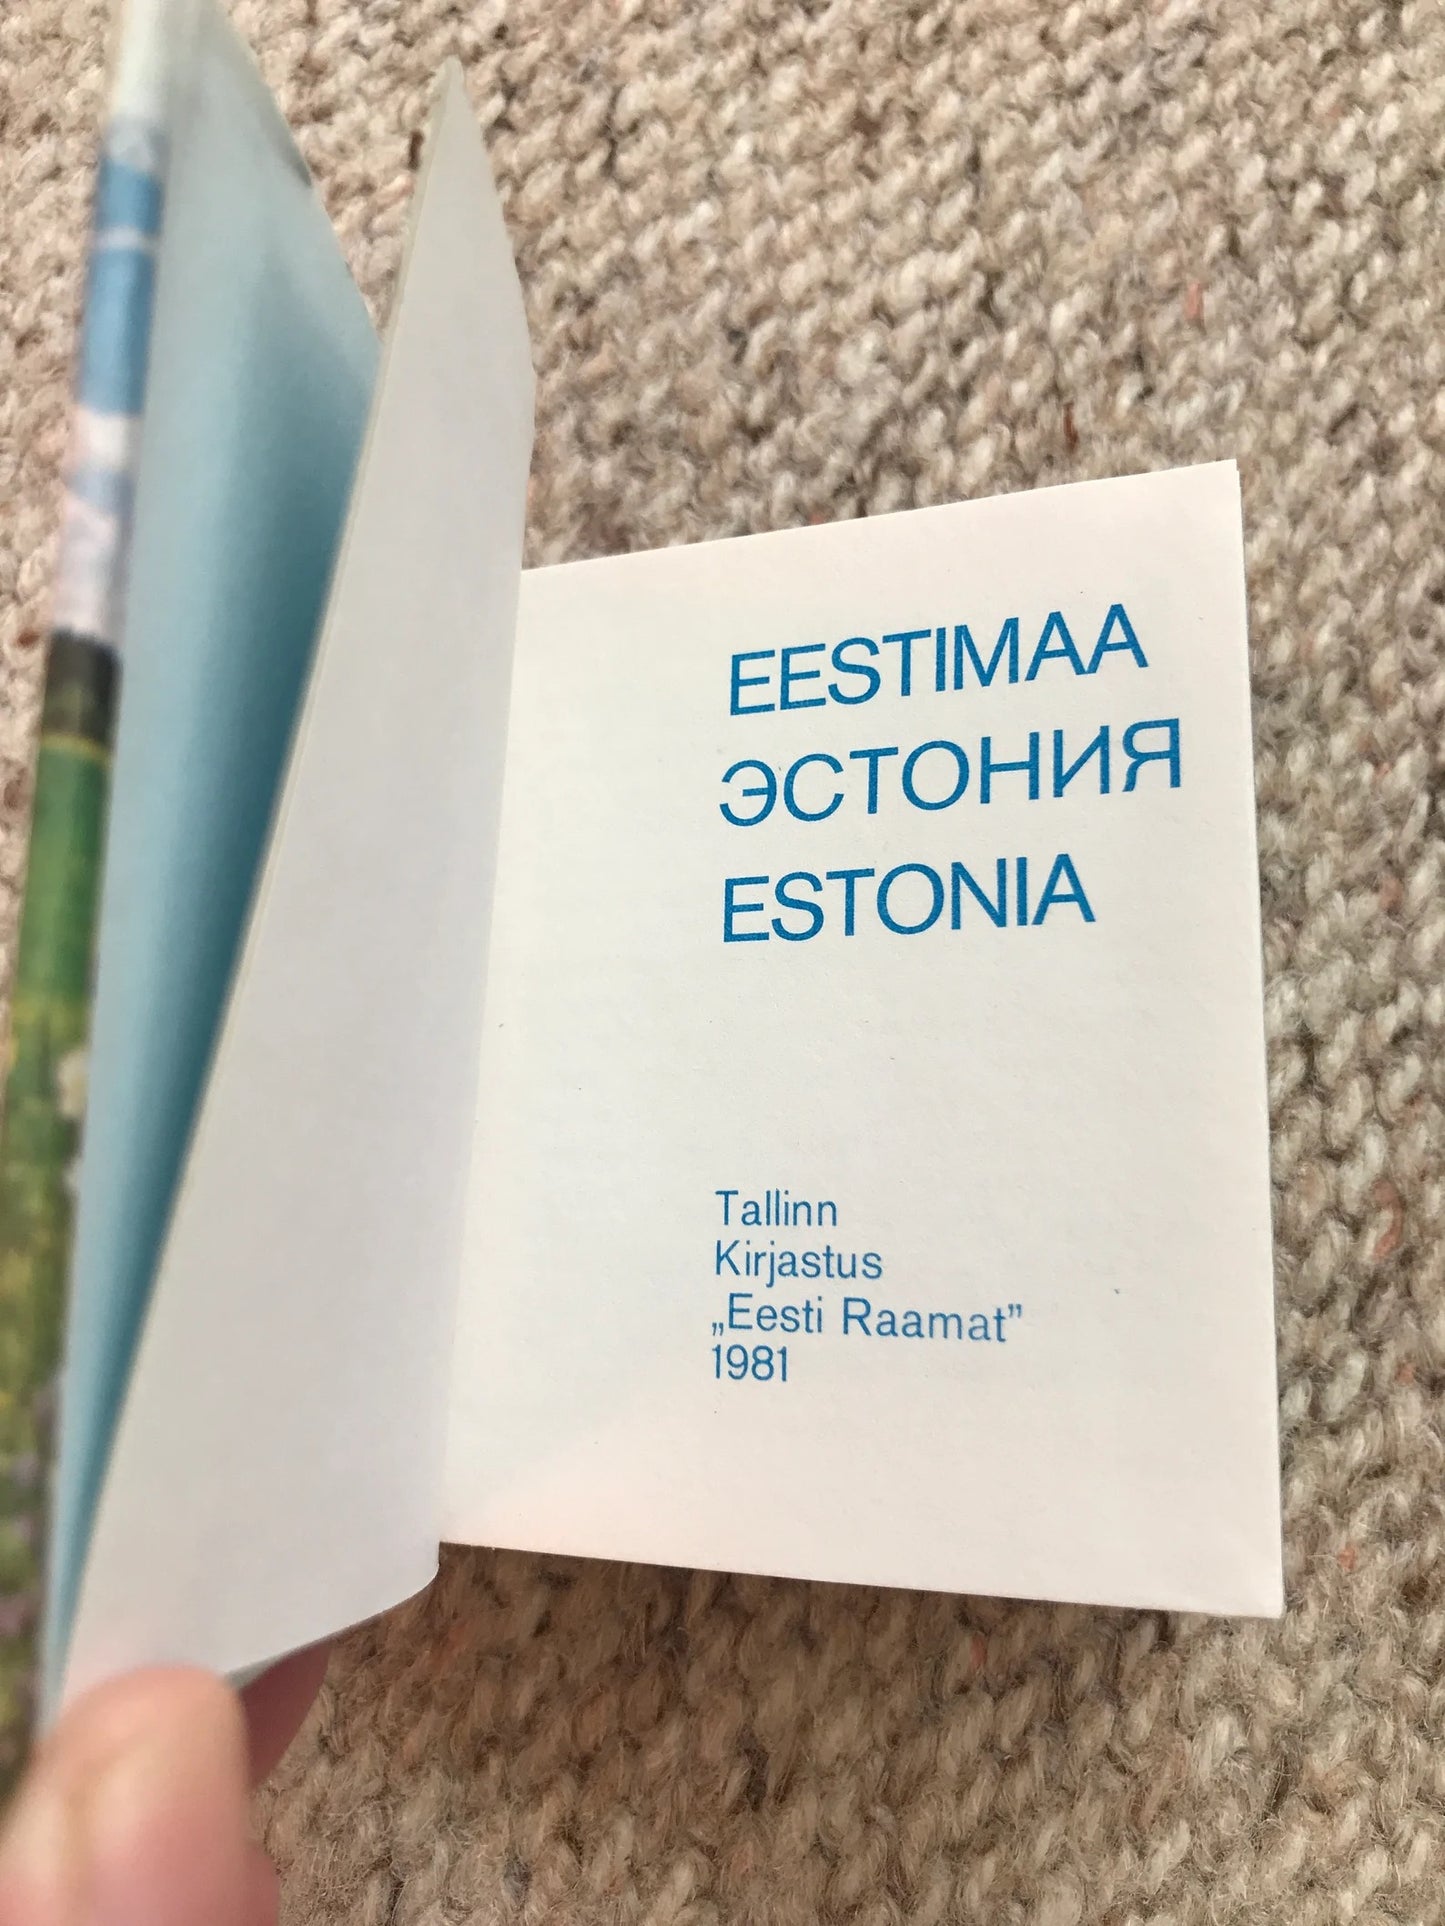 EESTIMAA
ЭСТОНИЯ
ESTONIA
Tallinn
Kirjastus
„Eesti Raamat”
1981